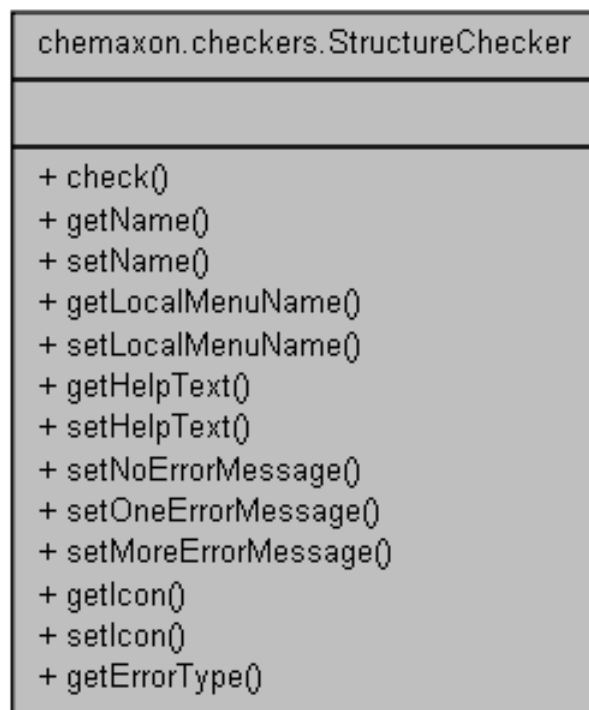 chemaxon.checkers.StructureChecker
+ check()
+ getName()
+ setName()
+ getLocalMenuName()
+ setLocalMenuName()
+ getHelpText()
+ setHelpText()
+ setNoErrorMessage()
+ setOneErrorMessage()
+ setMoreErrorMessage()
+ getIcon()
+ setIcon()
+ getErrorType()